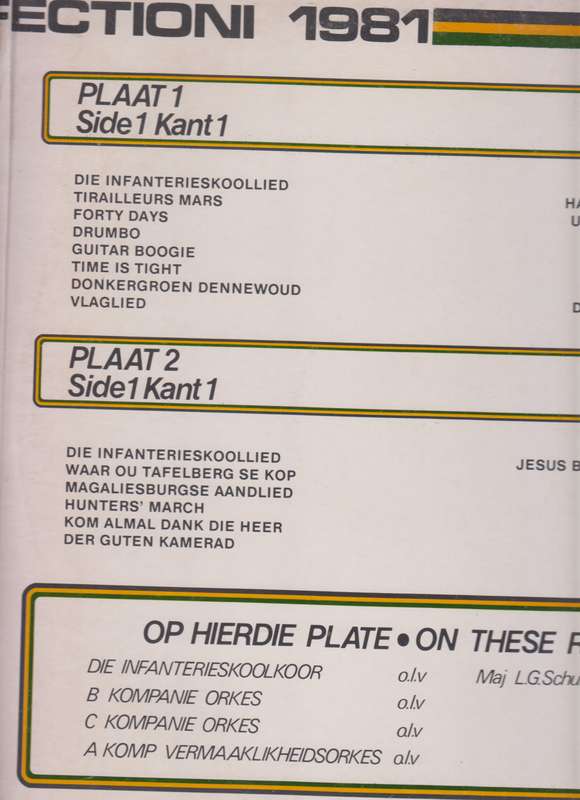 FECTIONI 1981
PLAAT 1
Side 1 Kant 1
DIE INFANTERIESKOOLLIED
TIRAILLEURS MARS
FORTY DAYS
DRUMBO
GUITAR BOOGIE
TIME IS TIGHT
DONKERGROEN DENNEWOUD
VLAGLIED
HA
U
D
PLAAT 2
Side 1 Kant 1
DIE INFANTERIESKOOLLIED
WAAR OU TAFELBERG SE KOP
MAGALIESBURGSE AANDLIED
HUNTERS' MARCH
KOM ALMAL DANK DIE HEER
DER GUTEN KAMERAD
JESUS B
OP HIERDIE PLATE • ON THESE R
DIE INFANTERIESKOOLKOOR o.l.v Maj L.G.Schu
B KOMPANIE ORKES o.l.v
C KOMPANIE ORKES o.l.v
A KOMP VERMAAKLIKHEIDSORKES o.l.v